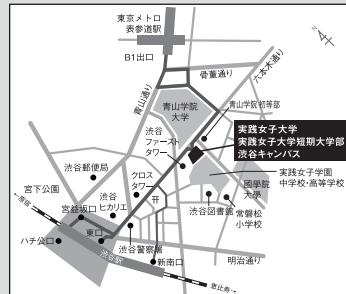 東京メトロ
表参道駅
B1出口
N
骨董通り
六本木通り
青山通り
青山学院
大学
青山学院初等部
渋谷
ファースト
タワー
実践女子大学
実践女子大学短期大学部
渋谷キャンパス
渋谷郵便局
クロス
タワー
國學院
大學
実践女子学園
中学校・高等学校
宮下公園
渋谷
ヒカリエ
渋谷図書館
常磐松
小学校
←原宿
宮益坂口
ハチ公口
東口
渋谷警察署
明治通り
渋谷駅
新南口
恵比寿→